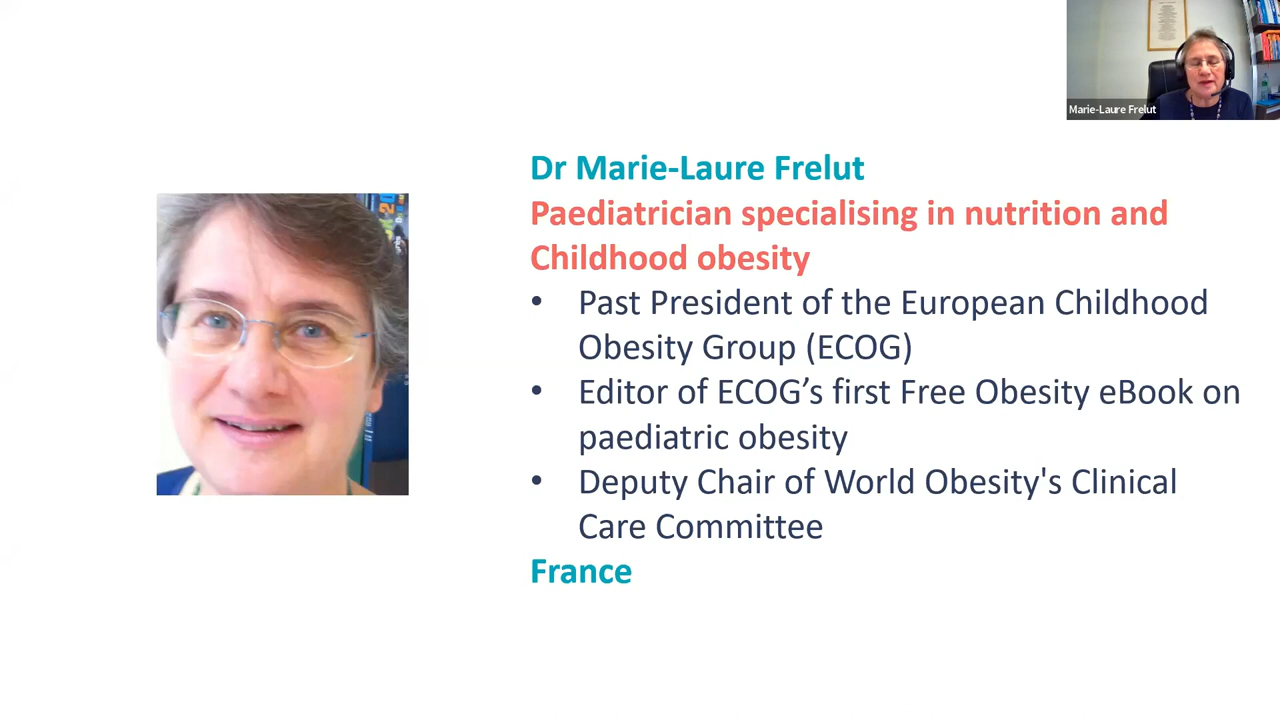 Marie-Laure Frelut
Dr Marie-Laure Frelut
Paediatrician specialising in nutrition and
Childhood obesity
• Past President of the European Childhood
Obesity Group (ECOG)
• Editor of ECOG’s first Free Obesity eBook on
paediatric obesity
• Deputy Chair of World Obesity's Clinical
Care Committee
France